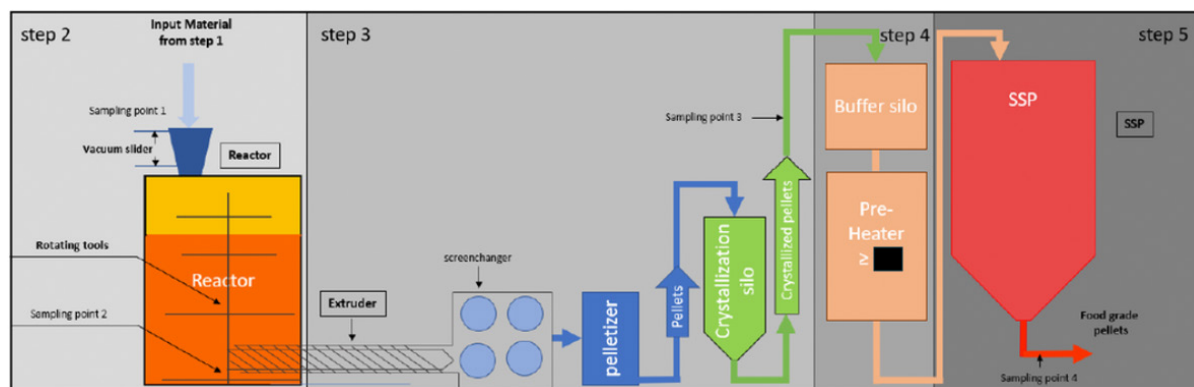 step 2
Input Material
from step 1
Sampling point 1
Vacuum slider
Reactor
Rotating tools
Reactor
Sampling point 2
step 3
Extruder
screenchanger
pelletizer
Pellets
Crystallization
silo
Crystallized pellets
Sampling point 3
step 4
Buffer silo
Pre-
Heater
≥
step 5
SSP
SSP
Food grade
pellets
Sampling point 4